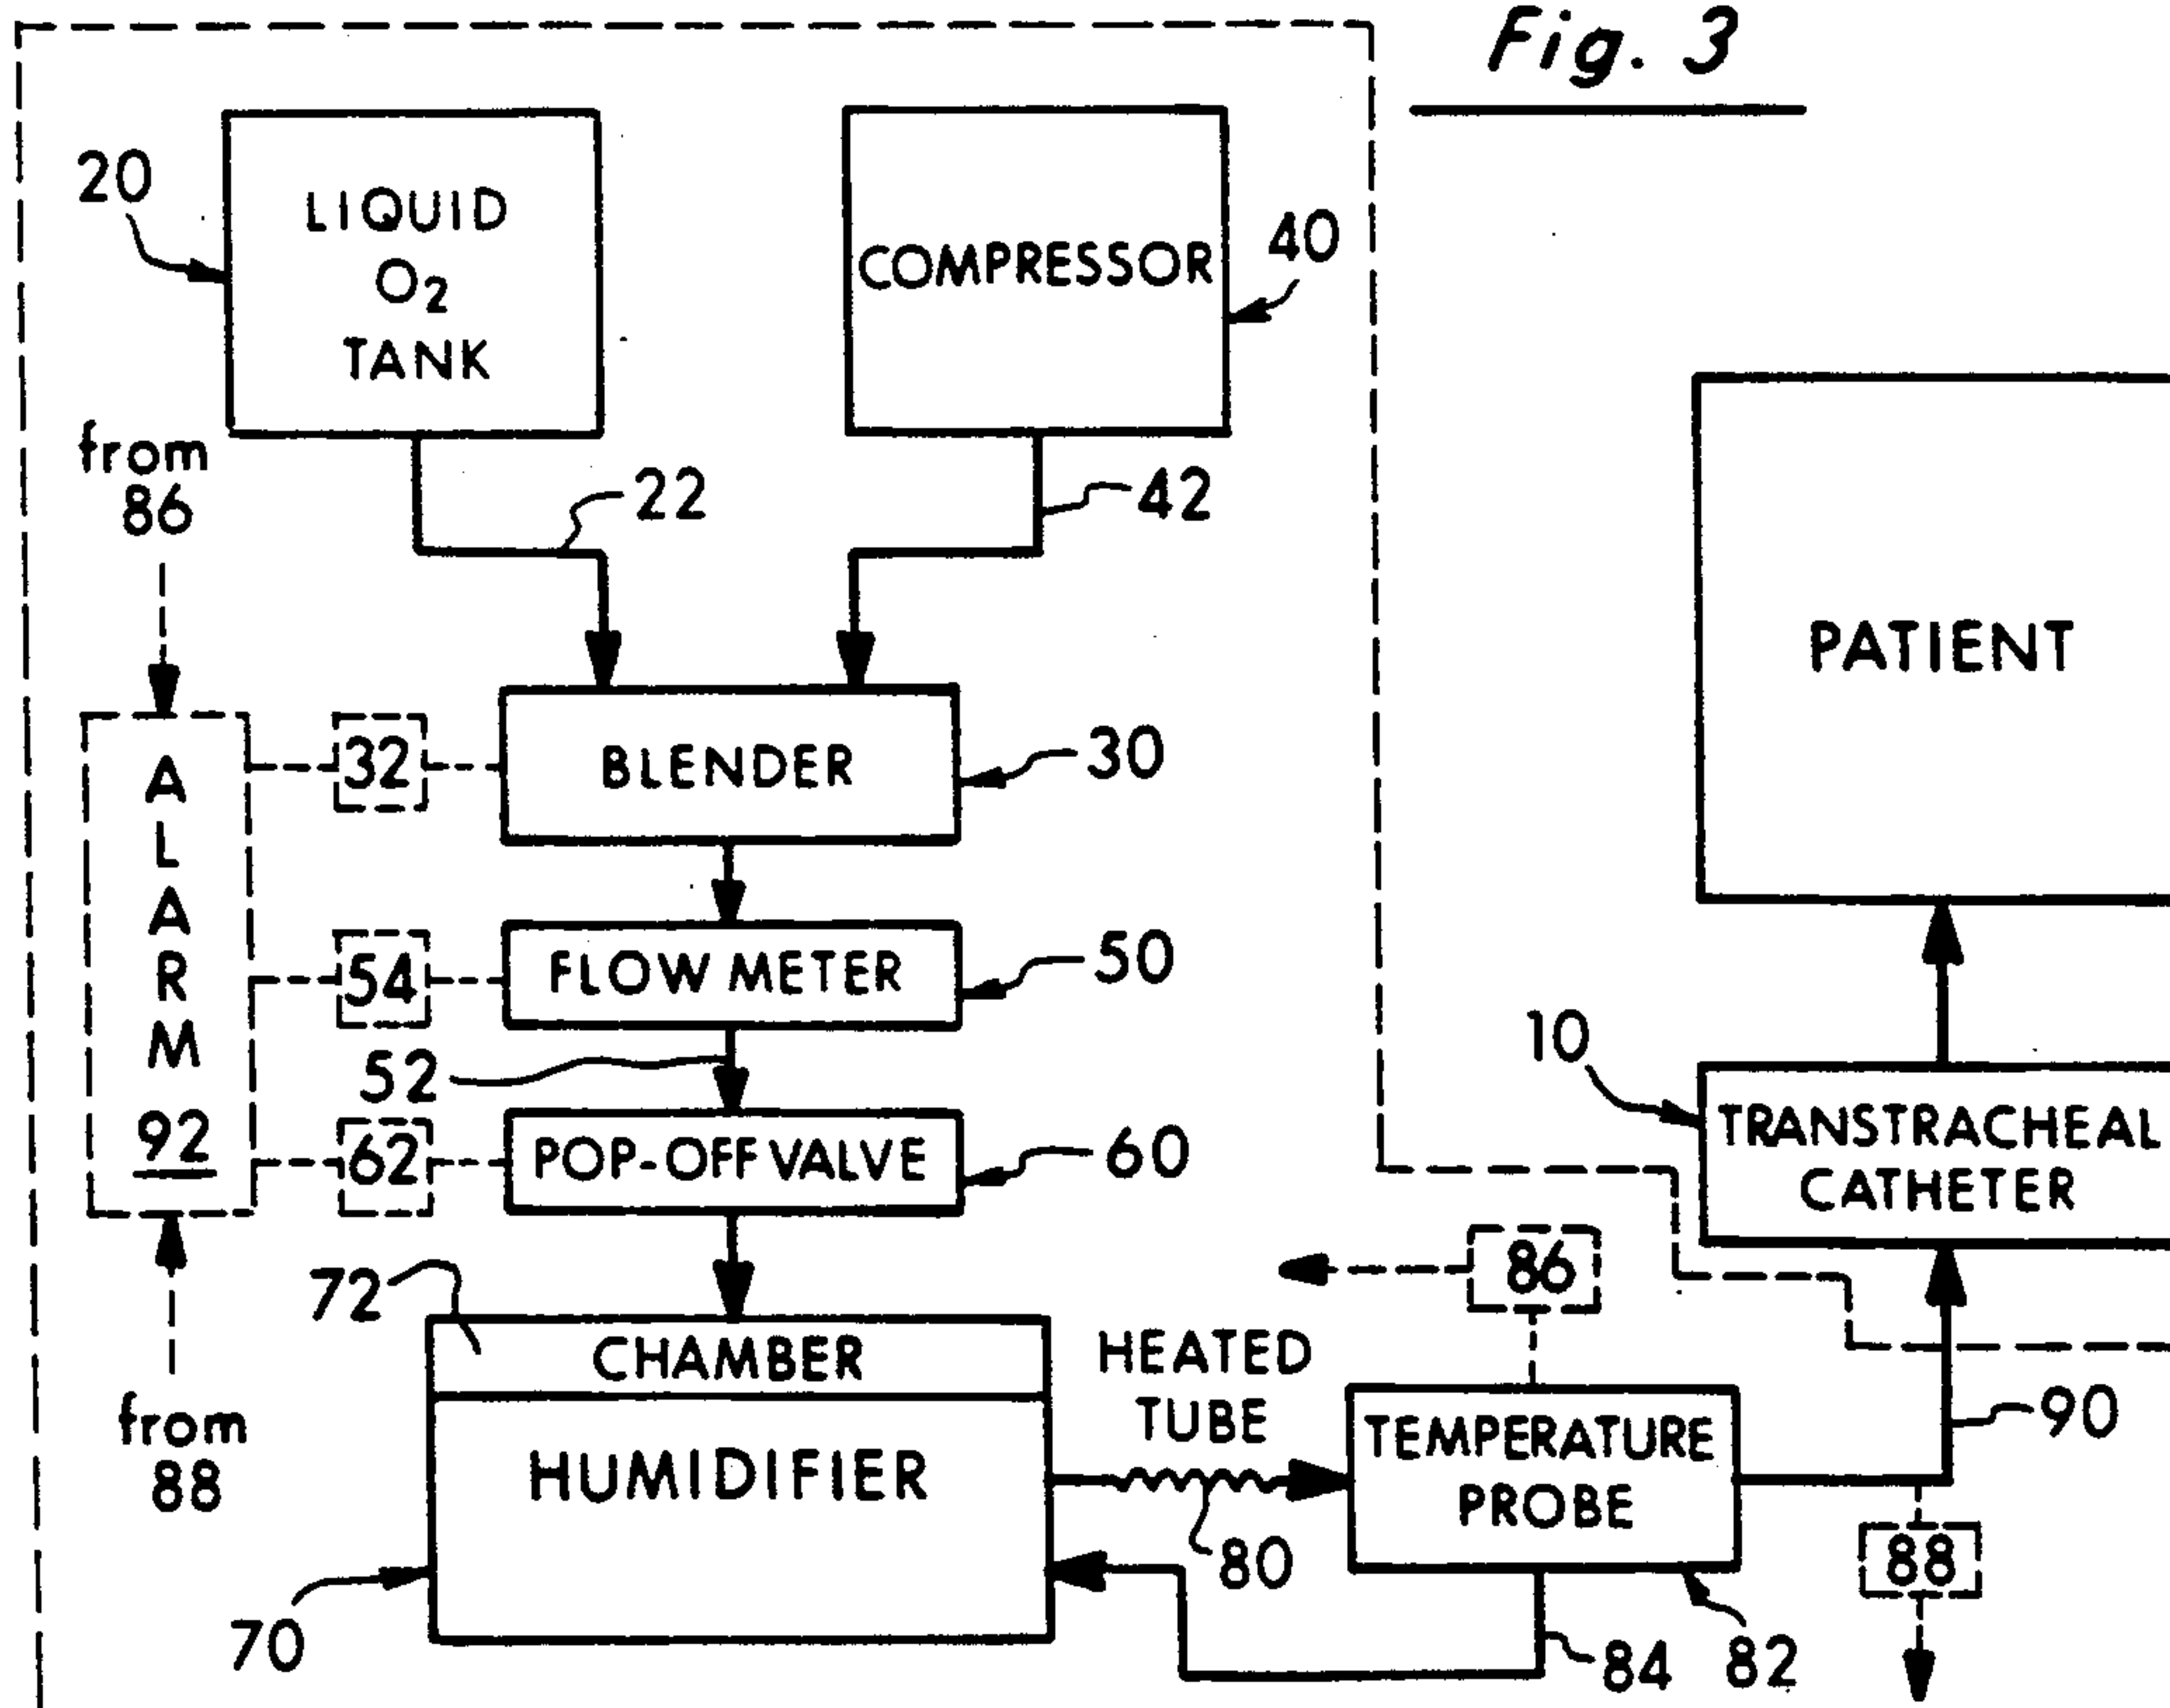 Fig. 3
20
LIQUID
O2
TANK
COMPRESSOR
40
from
86
22
42
PATIENT
32
BLENDER
30
ALARM
92
54
FLOW METER
50
52
10
TRANSTRACHEAL
CATHETER
62
POP-OFF VALVE
60
86
72
CHAMBER
HEATED
TUBE
from
88
HUMIDIFIER
TEMPERATURE
PROBE
90
80
88
70
84
82